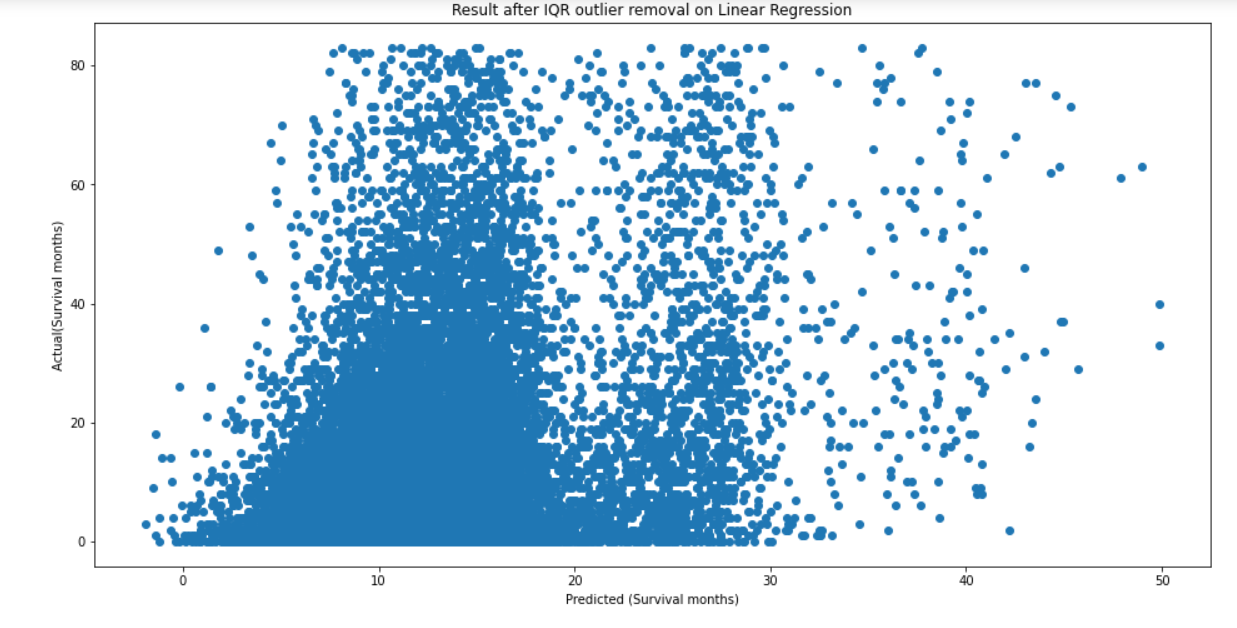 Result after IQR outlier removal on Linear Regression
80
60
40
20
0
Actual(Survival months)
0 10 20 30 40 50
Predicted (Survival months)